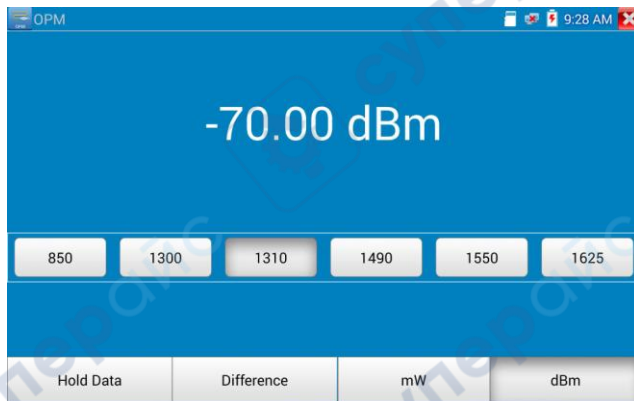 OPM
9:28 AM
-70.00 dBm
850 1300 1310 1490 1550 1625
Hold Data Difference mW dBm